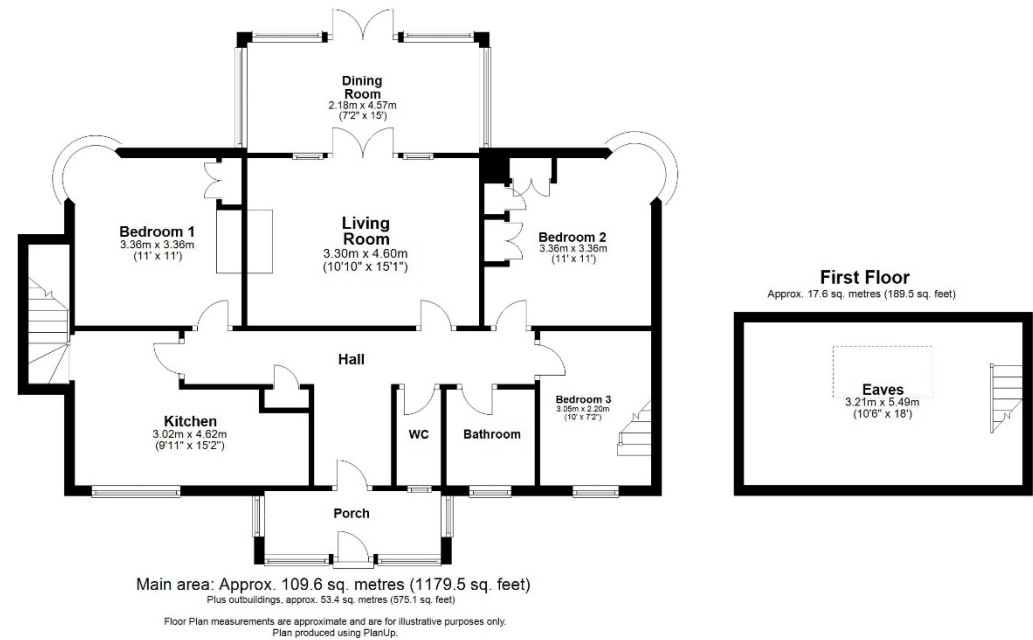 Dining
Room
2.18m x 4.57m
(7'2" x 15')
Bedroom 1
3.36m x 3.36m
(11' x 11')
Living
Room
3.30m x 4.60m
(10'10" x 15'1")
Bedroom 2
3.36m x 3.36m
(11' x 11')
Hall
Kitchen
3.02m x 4.62m
(9'11" x 15'2")
WC
Bathroom
Bedroom 3
3.05m x 2.20m
(10' x 7'2")
Porch
First Floor
Approx. 17.6 sq. metres (189.5 sq. feet)
Eaves
3.21m x 5.49m
(10'6" x 18')
Main area: Approx. 109.6 sq. metres (1179.5 sq. feet)
Plus outbuildings, approx. 53.4 sq. metres (575.1 sq. feet)
Floor Plan measurements are approximate and are for illustrative purposes only.
Plan produced using PlanUp.